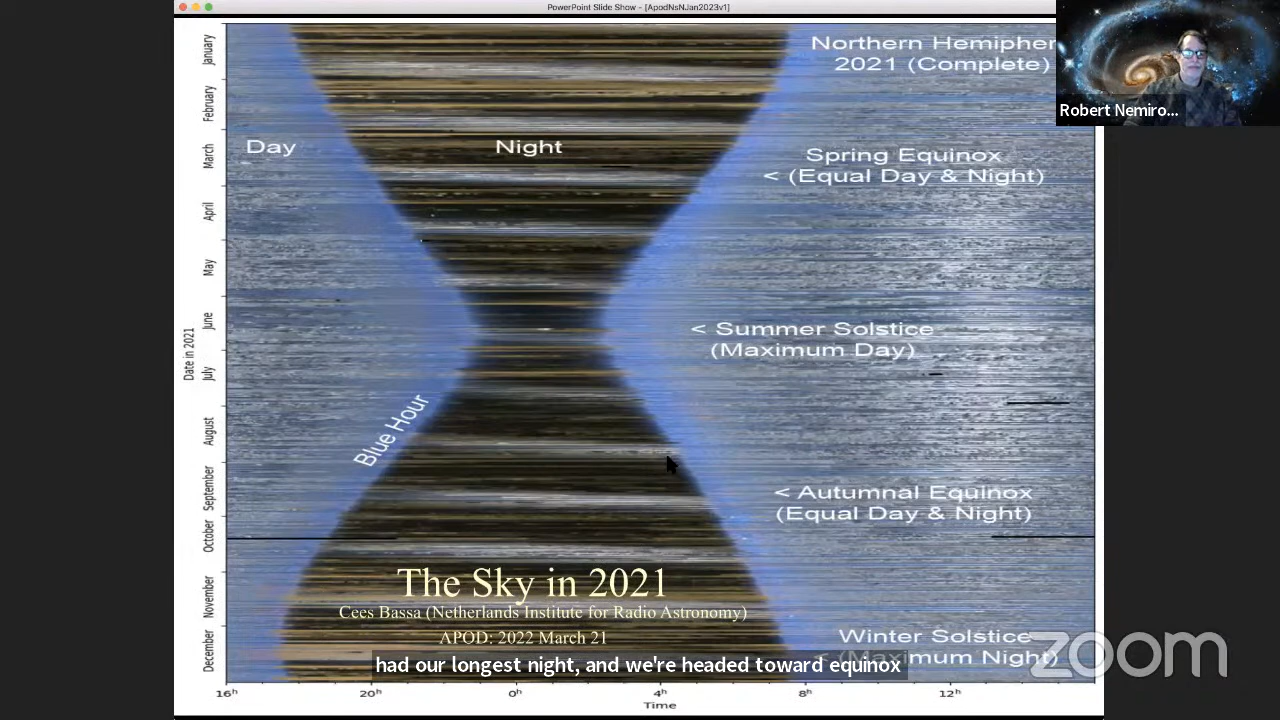 PowerPoint Slide Show - [ApodNsNJan2023v1]
Northern Hemipher
2021 (Complete)
Robert Nemiro...
Day
Night
Spring Equinox
< (Equal Day & Night)
< Summer Solstice
(Maximum Day)
Blue Hour
< Autumnal Equinox
(Equal Day & Night)
The Sky in 2021
Cees Bassa (Netherlands Institute for Radio Astronomy)
APOD: 2022 March 21
Winter Solstice
(Maximum Night)
had our longest night, and we're headed toward equinox
zoom
Date in 2021
January
February
March
April
May
June
July
August
September
October
November
December
16h
20h
0h
4h
8h
12h
Time